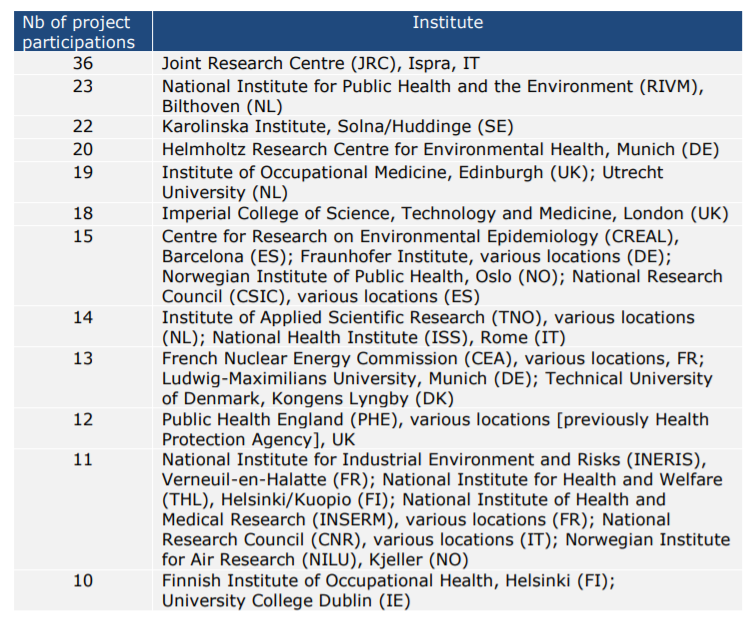 Nb of project participations Institute
36 Joint Research Centre (JRC), Ispra, IT
23 National Institute for Public Health and the Environment (RIVM),
Bilthoven (NL)
22 Karolinska Institute, Solna/Huddinge (SE)
20 Helmholtz Research Centre for Environmental Health, Munich (DE)
19 Institute of Occupational Medicine, Edinburgh (UK); Utrecht
University (NL)
18 Imperial College of Science, Technology and Medicine, London (UK)
15 Centre for Research on Environmental Epidemiology (CREAL),
Barcelona (ES); Fraunhofer Institute, various locations (DE);
Norwegian Institute of Public Health, Oslo (NO); National Research
Council (CSIC), various locations (ES)
14 Institute of Applied Scientific Research (TNO), various locations
(NL); National Health Institute (ISS), Rome (IT)
13 French Nuclear Energy Commission (CEA), various locations, FR;
Ludwig-Maximilians University, Munich (DE); Technical University
of Denmark, Kongens Lyngby (DK)
12 Public Health England (PHE), various locations [previously Health
Protection Agency], UK
11 National Institute for Industrial Environment and Risks (INERIS),
Verneuil-en-Halatte (FR); National Institute for Health and Welfare
(THL), Helsinki/Kuopio (FI); National Institute of Health and
Medical Research (INSERM), various locations (FR); National
Research Council (CNR), various locations (IT); Norwegian Institute
for Air Research (NILU), Kjeller (NO)
10 Finnish Institute of Occupational Health, Helsinki (FI);
University College Dublin (IE)